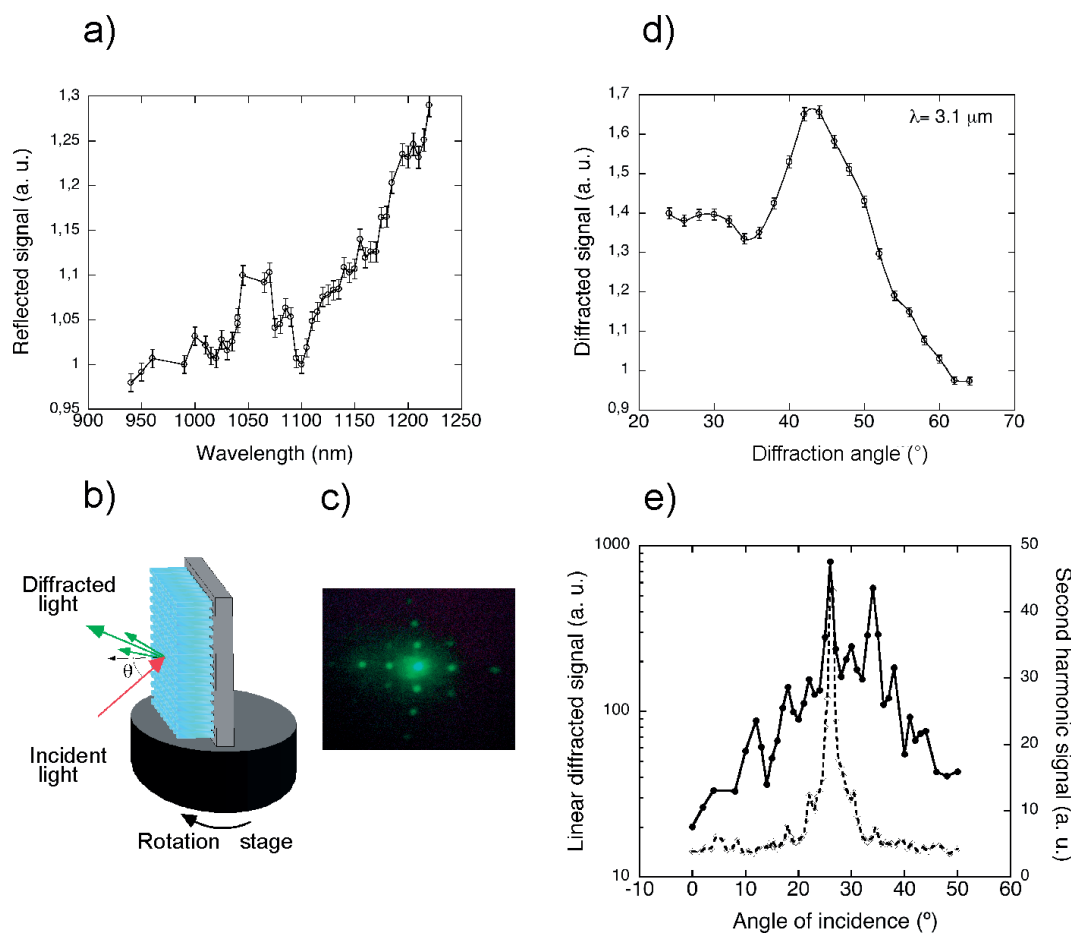 a)
1,3
1,25
1,2
1,15
1,1
1,05
1
0,95
900 950 1000 1050 1100 1150 1200 1250
Reflected signal (a. u.)
Wavelength (nm)
d)
1,7
1,6
1,5
1,4
1,3
1,2
1,1
1
0,9
20 30 40 50 60 70
λ= 3.1 μm
Diffracted signal (a. u.)
Diffraction angle (°)
b)
Diffracted
light
θ
Incident
light
Rotation stage
c)
e)
1000
100
10
50
40
30
20
10
0
-10 0 10 20 30 40 50 60
Linear diffracted signal (a. u.)
Second harmonic signal (a. u.)
Angle of incidence (º)